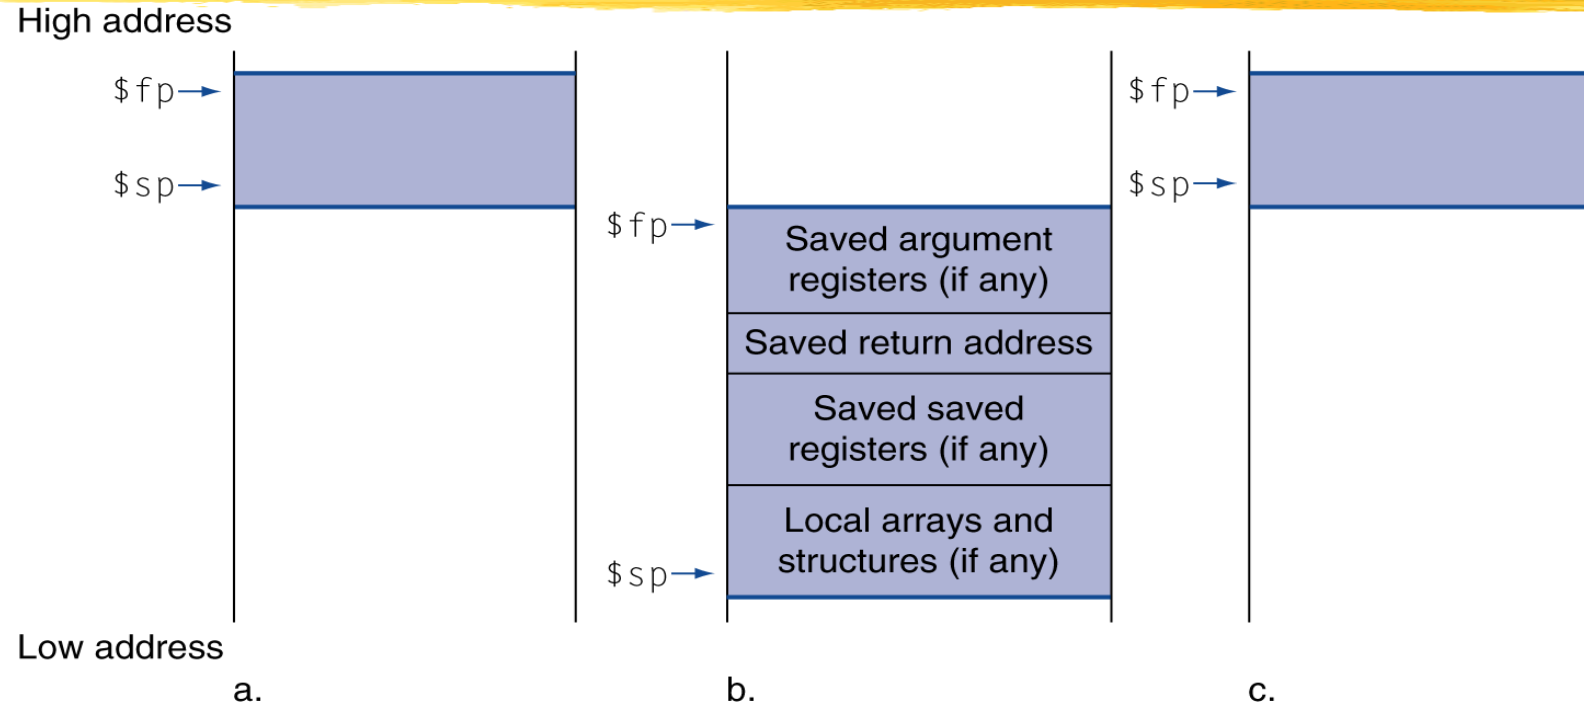 High address
$fp
$sp
$fp
Saved argument
registers (if any)
Saved return address
Saved saved
registers (if any)
Local arrays and
structures (if any)
$sp
$fp
$sp
Low address
a.
b.
c.